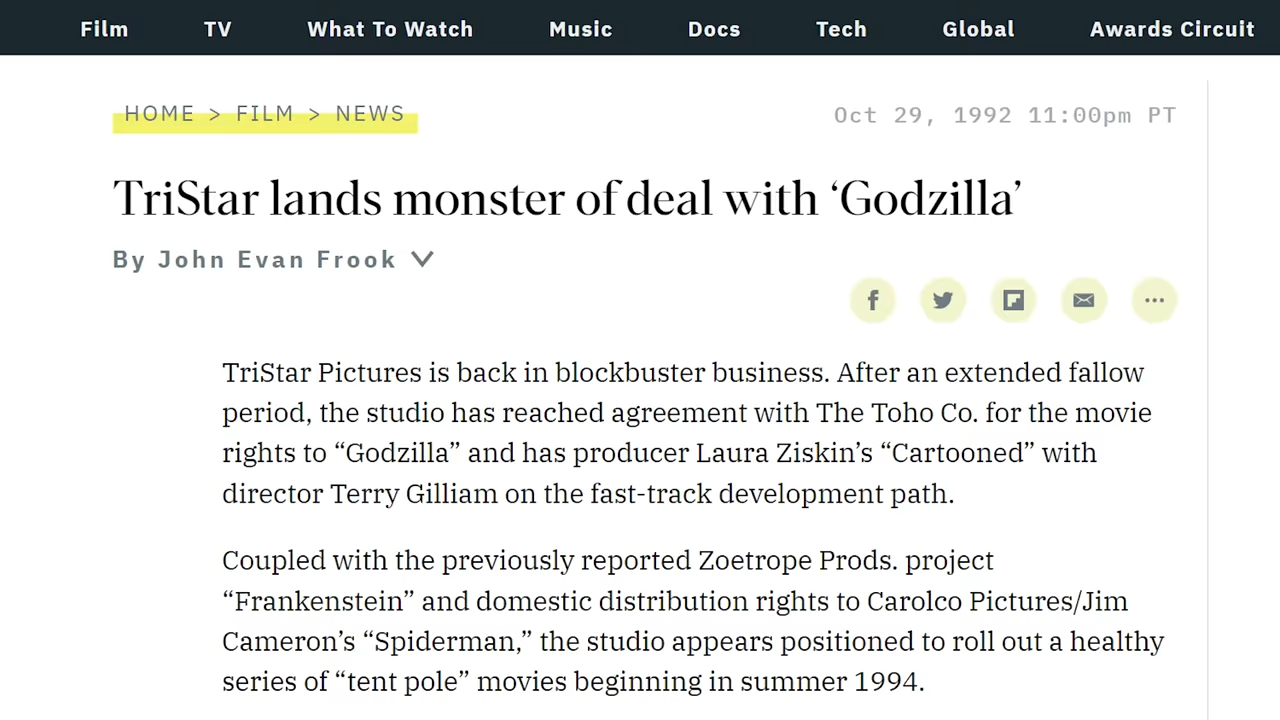 Film TV What To Watch Music Docs Tech Global Awards Circuit
HOME > FILM > NEWS
Oct 29, 1992 11:00pm PT
TriStar lands monster of deal with ‘Godzilla’
By John Evan Frook
TriStar Pictures is back in blockbuster business. After an extended fallow
period, the studio has reached agreement with The Toho Co. for the movie
rights to “Godzilla” and has producer Laura Ziskin’s “Cartooned” with
director Terry Gilliam on the fast-track development path.
Coupled with the previously reported Zoetrope Prods. project
“Frankenstein” and domestic distribution rights to Carolco Pictures/Jim
Cameron’s “Spiderman,” the studio appears positioned to roll out a healthy
series of “tent pole” movies beginning in summer 1994.